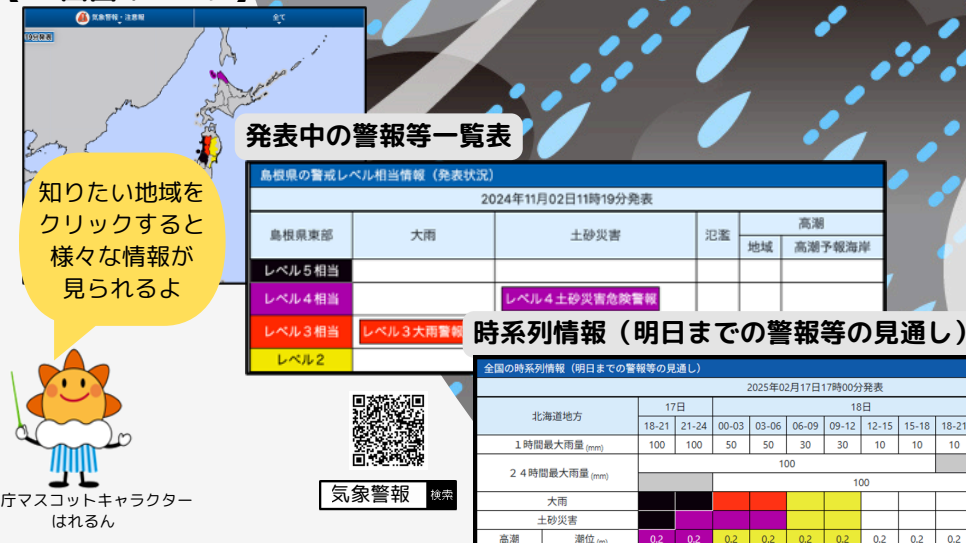 気象警報・注意報
全て
19分発表
発表中の警報等一覧表
島根県の警戒レベル相当情報（発表状況）
2024年11月02日11時19分発表
島根県東部 大雨 土砂災害 氾濫 高潮
地域 高潮予報海岸
レベル５相当
レベル４相当 レベル４土砂災害危険警報
レベル３相当 レベル３大雨警報
レベル２
知りたい地域を
クリックすると
様々な情報が
見られるよ
時系列情報（明日までの警報等の見通し）
全国の時系列情報（明日までの警報等の見通し）
2025年02月17日17時00分発表
北海道地方 17日 18日
18-21 21-24 00-03 03-06 06-09 09-12 12-15 15-18 18-21
１時間最大雨量 (mm) 100 100 50 50 30 30 10 10 10
２４時間最大雨量 (mm) 100
100
大雨
土砂災害
高潮 潮位 (m) 0.2 0.2 0.2 0.2 0.2 0.2 0.2 0.2 0.2
気象警報 検索
庁マスコットキャラクター
はれるん